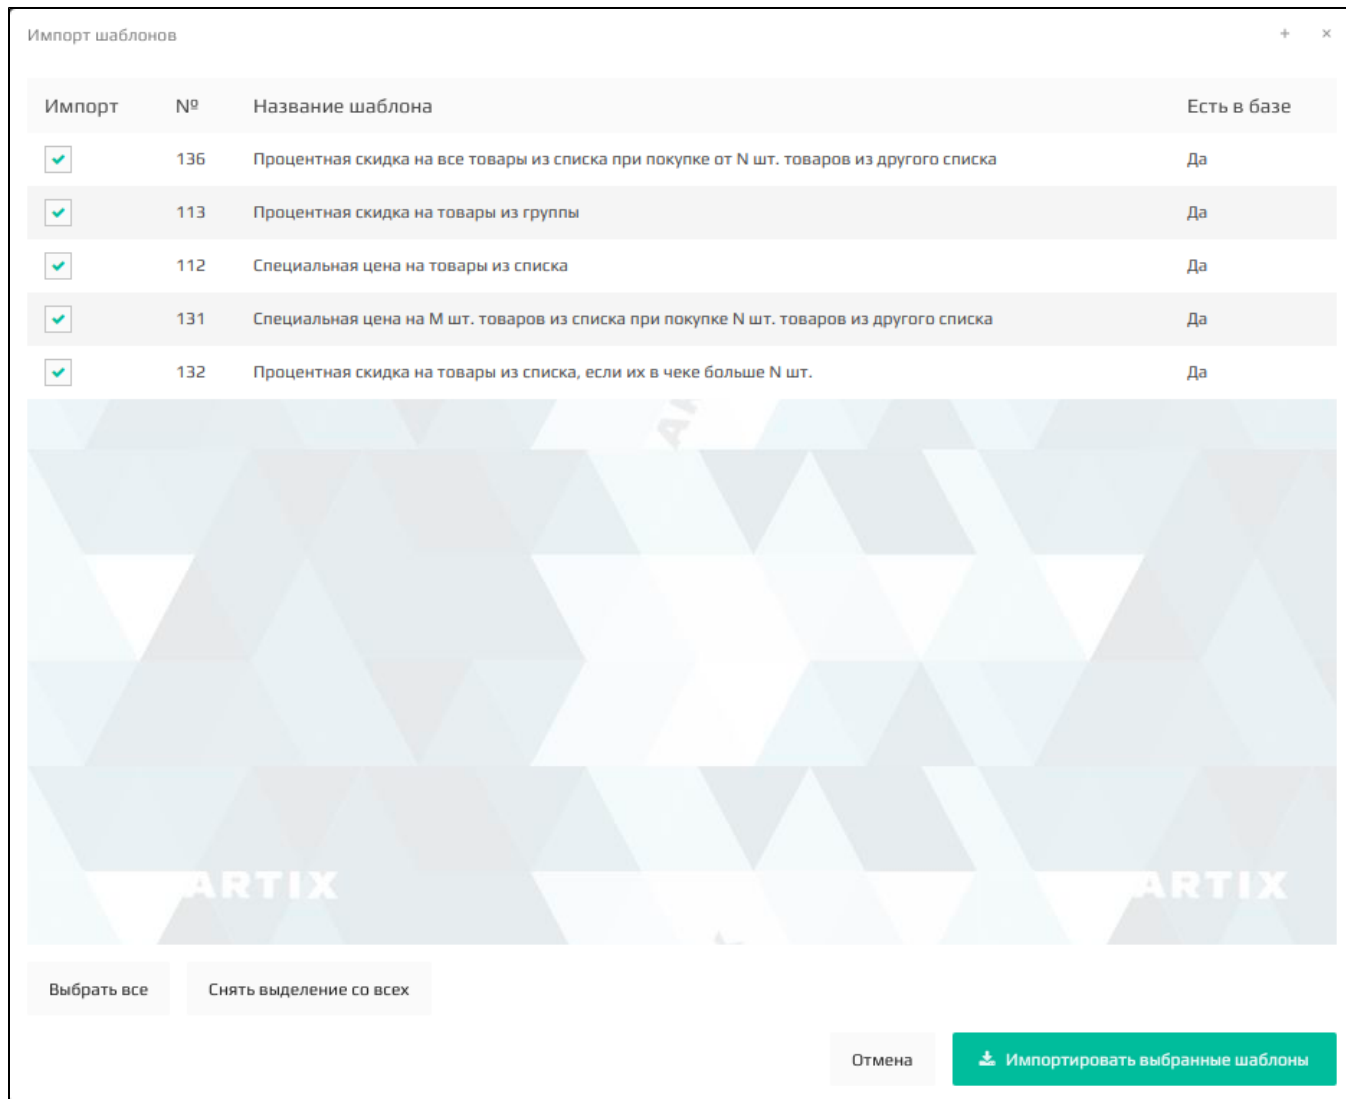 Импорт шаблонов
Импорт № Название шаблона Есть в базе
136 Процентная скидка на все товары из списка при покупке от N шт. товаров из другого списка Да
113 Процентная скидка на товары из группы Да
112 Специальная цена на товары из списка Да
131 Специальная цена на М шт. товаров из списка при покупке N шт. товаров из другого списка Да
132 Процентная скидка на товары из списка, если их в чеке больше N шт. Да
ARTIX ARTIX
Выбрать все Снять выделение со всех
Отмена Импортировать выбранные шаблоны